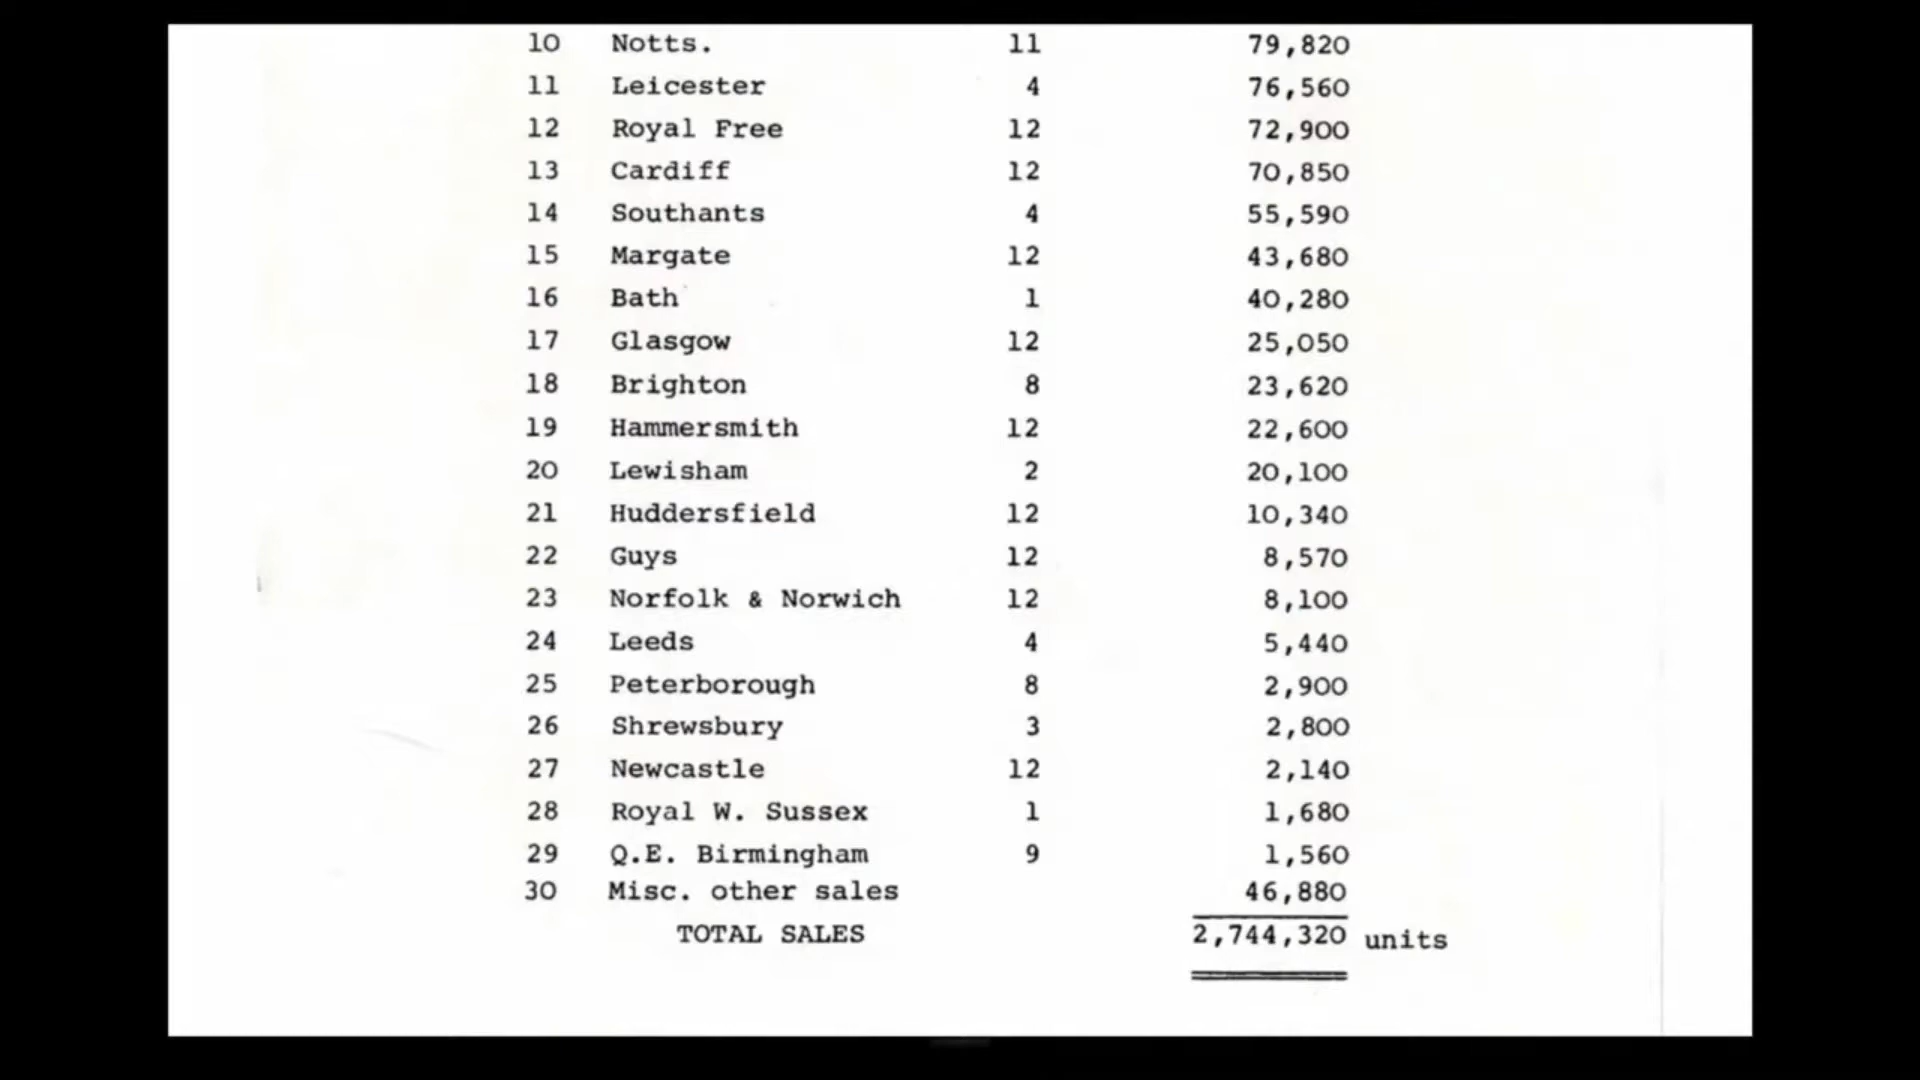 10 Notts. 11 79,820
11 Leicester 4 76,560
12 Royal Free 12 72,900
13 Cardiff 12 70,850
14 Southants 4 55,590
15 Margate 12 43,680
16 Bath 1 40,280
17 Glasgow 12 25,050
18 Brighton 8 23,620
19 Hammersmith 12 22,600
20 Lewisham 2 20,100
21 Huddersfield 12 10,340
22 Guys 12 8,570
23 Norfolk & Norwich 12 8,100
24 Leeds 4 5,440
25 Peterborough 8 2,900
26 Shrewsbury 3 2,800
27 Newcastle 12 2,140
28 Royal W. Sussex 1 1,680
29 Q.E. Birmingham 9 1,560
30 Misc. other sales 46,880
TOTAL SALES 2,744,320 units